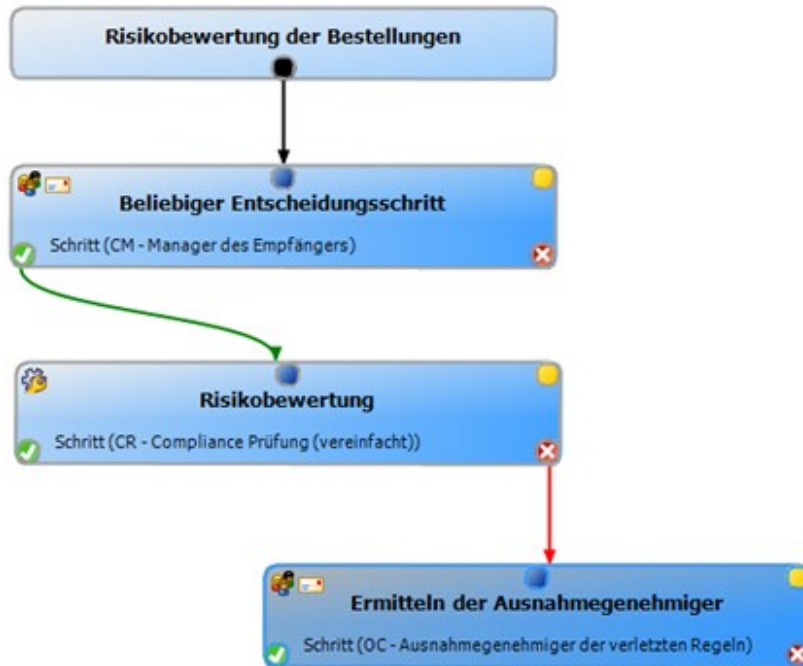 Risikobewertung der Bestellungen
Beliebiger Entscheidungsschritt
Schritt (CM - Manager des Empfängers)
Risikobewertung
Schritt (CR - Compliance Prüfung (vereinfacht))
Ermitteln der Ausnahmegenehmiger
Schritt (OC - Ausnahmegenehmiger der verletzten Regeln)